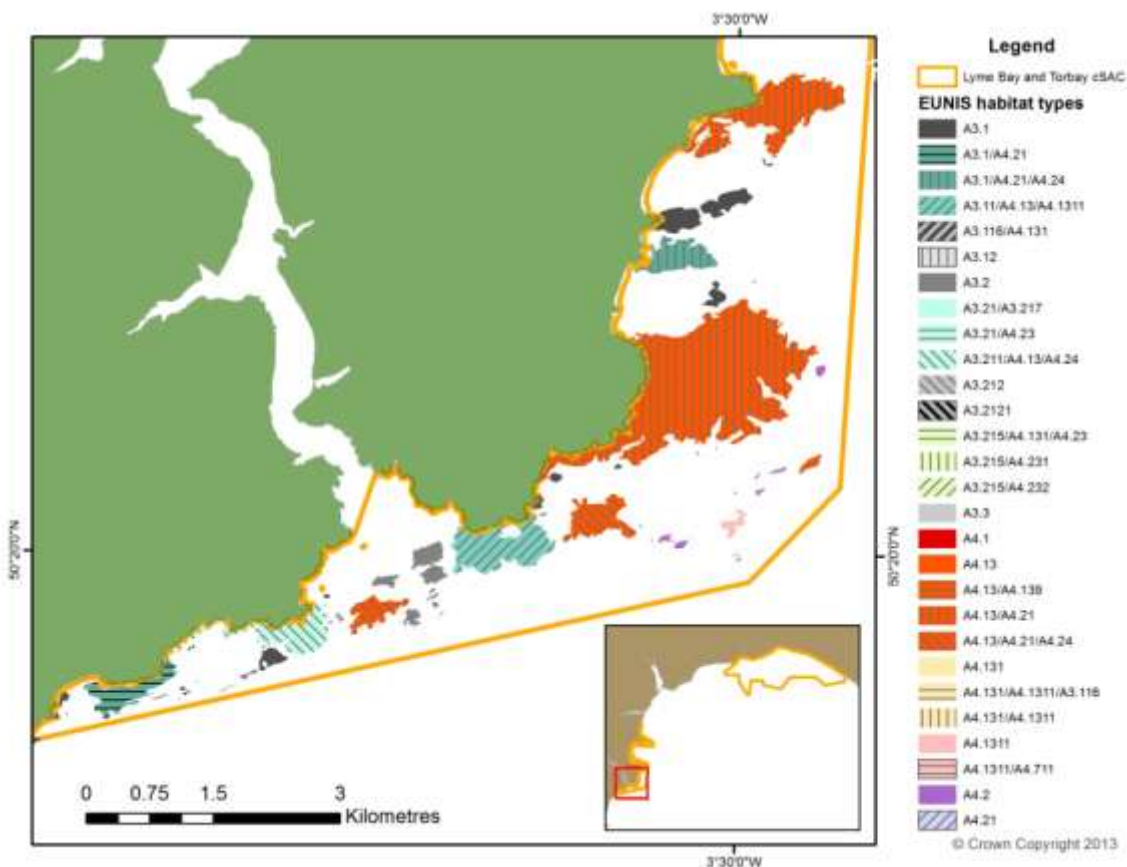 3°30'0"W
Legend
Lyme Bay and Torbay cSAC
EUNIS habitat types
A3.1
A3.1/A4.21
A3.1/A4.21/A4.24
A3.11/A4.13/A4.1311
A3.116/A4.131
A3.12
A3.2
A3.21/A3.217
A3.21/A4.23
A3.211/A4.13/A4.24
A3.212
A3.2121
A3.215/A4.131/A4.23
A3.215/A4.231
A3.215/A4.232
A3.3
A4.1
A4.13
A4.13/A4.139
A4.13/A4.21
A4.13/A4.21/A4.24
A4.131
A4.131/A4.1311/A3.116
A4.131/A4.1311
A4.1311
A4.1311/A4.711
A4.2
A4.21
50°20'0"N
50°20'0"N
0 0.75 1.5 3
Kilometres
3°30'0"W
© Crown Copyright 2013